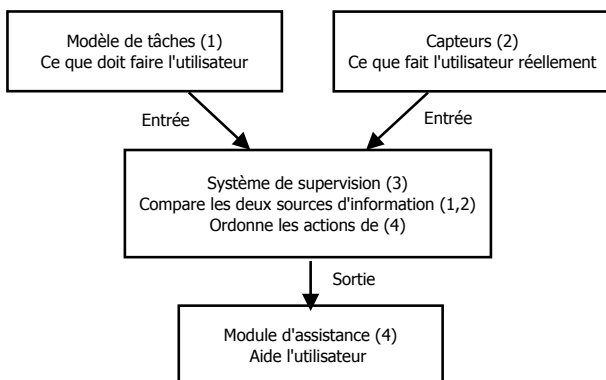 Modèle de tâches (1)
Ce que doit faire l'utilisateur
Capteurs (2)
Ce que fait l'utilisateur réellement
Entrée
Entrée
Système de supervision (3)
Compare les deux sources d'information (1,2)
Ordonne les actions de (4)
Sortie
Module d'assistance (4)
Aide l'utilisateur